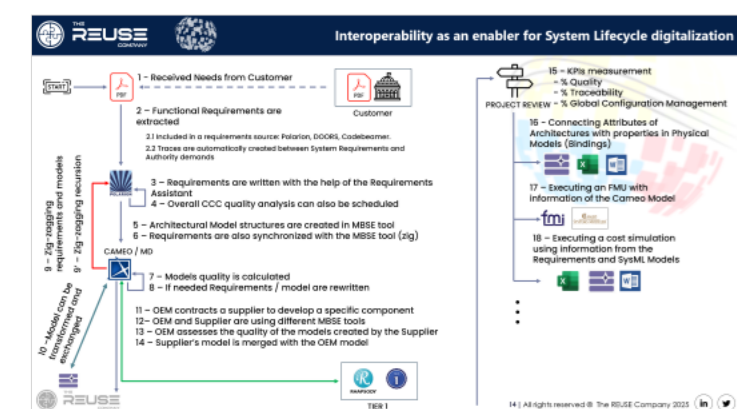 THE
REUSE
COMPANY
Interoperability as an enabler for System Lifecycle digitalization
START
PDF
1 - Received Needs from Customer
PDF
Customer
2 – Functional Requirements are
extracted
2.1 Included in a requirements source: Polarion, DOORS, Codebeamer.
2.2 Traces are automatically created between System Requirements and
Authority demands
POLARION
3 – Requirements are written with the help of the Requirements
Assistant
4 – Overall CCC quality analysis can also be scheduled
5 – Architectural Model structures are created in MBSE tool
6 – Requirements are also synchronized with the MBSE tool (zig)
9 – Zig-zagging
requirements and models
9' – Zig-zagging recursion
CAMEO / MD
7 – Models quality is calculated
8 – If needed Requirements / model are rewritten
10 –Model can be
transformed and
exchanged
11 – OEM contracts a supplier to develop a specific component
12– OEM and Supplier are using different MBSE tools
13 – OEM assesses the quality of the models created by the Supplier
14 – Supplier's model is merged with the OEM model
RHAPSODY
TIER 1
THE
REUSE
COMPANY
PROJECT REVIEW
15 – KPIs measurement
- % Quality
- % Traceability
- % Global Configuration Management
16 - Connecting Attributes of
Architectures with properties in Physical
Models (Bindings)
17 – Executing an FMU with
information of the Cameo Model
fmi
18 – Executing a cost simulation
using information from the
Requirements and SysML Models
14 | All rights reserved ® The REUSE Company 2023
in